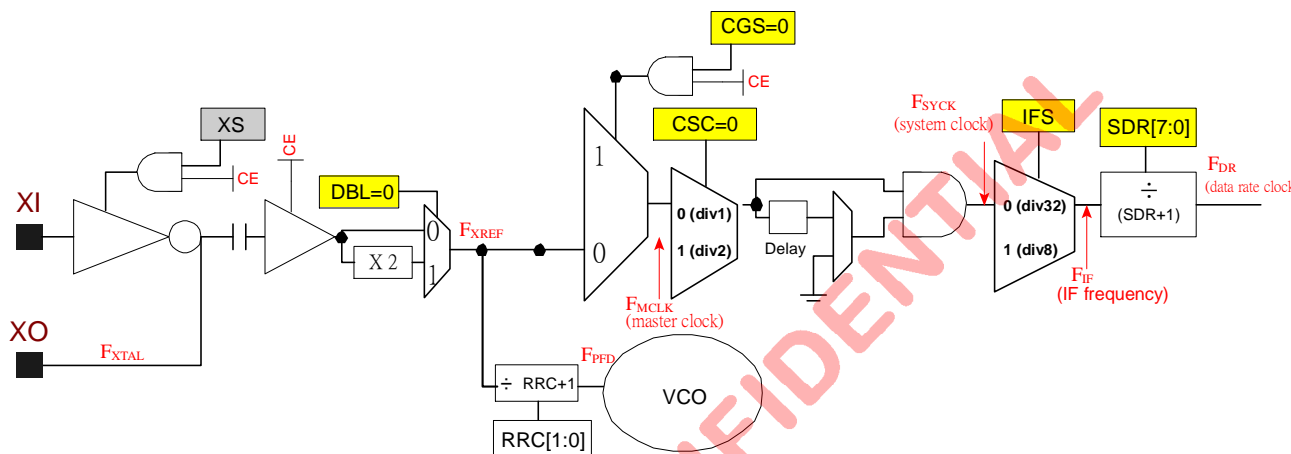 CGS=0
CE
XS
CE
CE
DBL=0
CSC=0
FSYCK
(system clock)
IFS
SDR[7:0]
FDR
(data rate clock)
XI
X 2
0
1
FXREF
1
0
FMCLK
(master clock)
0 (div1)
1 (div2)
Delay
0 (div32)
1 (div8)
÷
(SDR+1)
FIF
(IF frequency)
XO
FXTAL
÷ RRC+1
FPFD
VCO
RRC[1:0]
FIDENTIAL